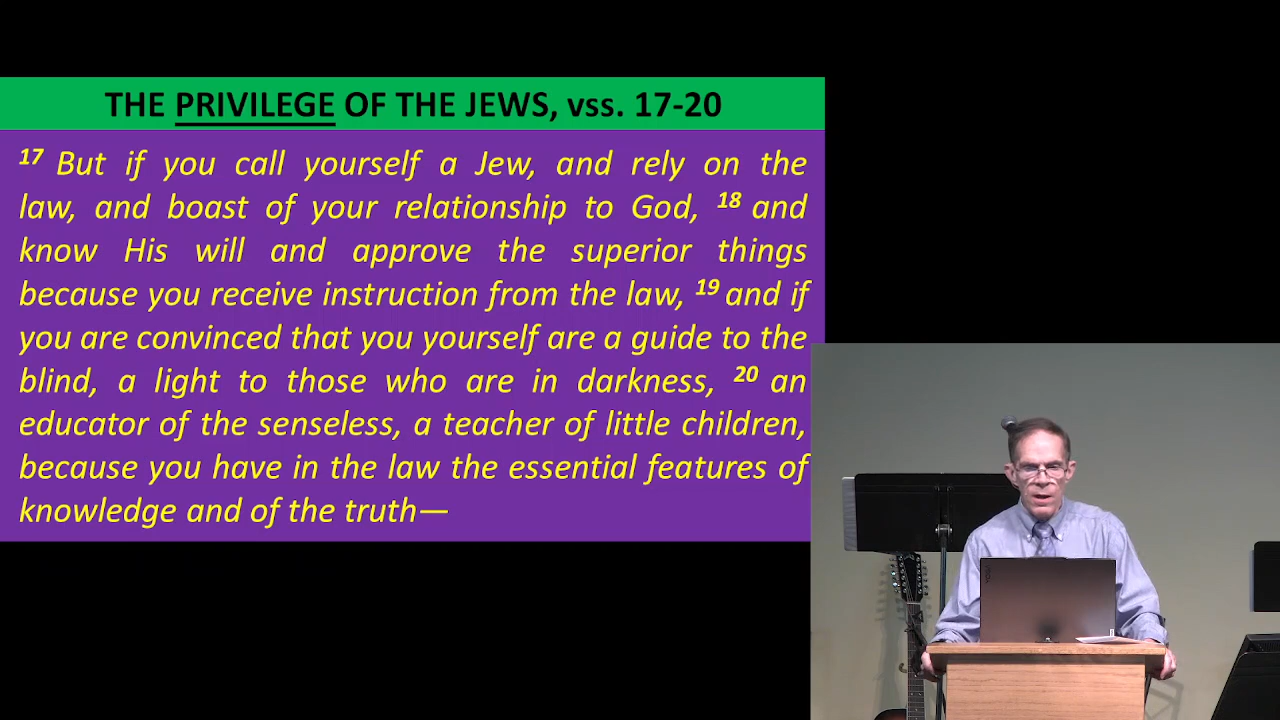 THE PRIVILEGE OF THE JEWS, vss. 17-20
17 But if you call yourself a Jew, and rely on the
law, and boast of your relationship to God, 18 and
know His will and approve the superior things
because you receive instruction from the law, 19 and if
you are convinced that you yourself are a guide to the
blind, a light to those who are in darkness, 20 an
educator of the senseless, a teacher of little children,
because you have in the law the essential features of
knowledge and of the truth—